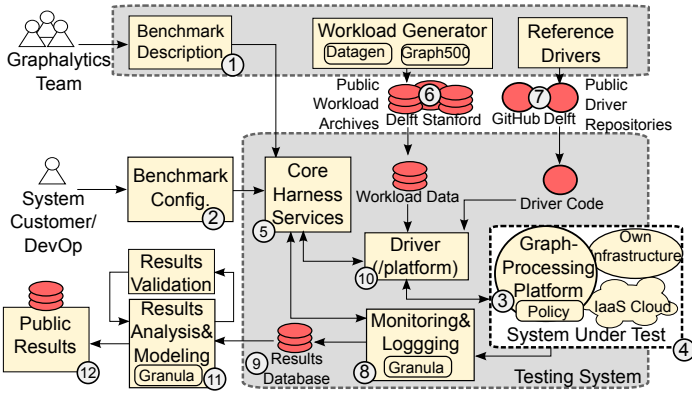 Graphalytics
Team
Benchmark
Description
1
Workload Generator
Datagen
Graph500
Reference
Drivers
Public
Workload
Archives
6
Delft Stanford
7
GitHub Delft
Public
Driver
Repositories
System
Customer/
DevOp
Benchmark
Config.
2
Core
Harness
Services
5
Workload Data
Driver Code
Driver
(/platform)
10
Graph-
Processing
Platform
3
Policy
Own
Infrastructure
IaaS Cloud
System Under Test
4
Results
Validation
Public
Results
12
Results
Analysis&
Modeling
Granula
11
9
Results
Database
Monitoring&
Loggging
8
Granula
Testing System